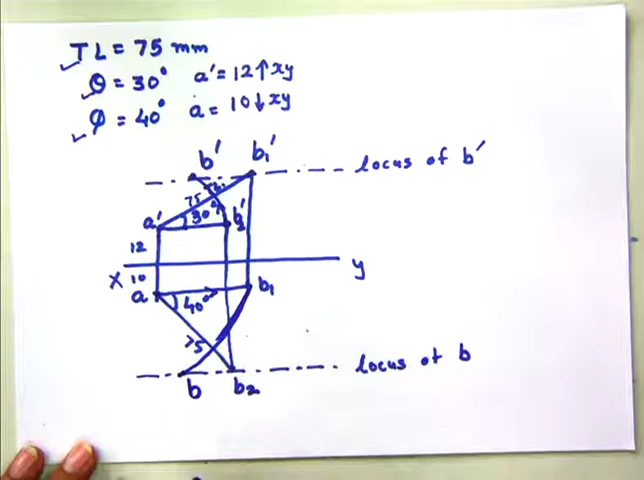 TL = 75 mm
θ = 30° a' = 12↑xy
φ = 40° a = 10↓xy
b' b₁' locus of b'
75
a' 30° b₂'
12
X y
10
a 40° b₁
75
locus of b
b b₂